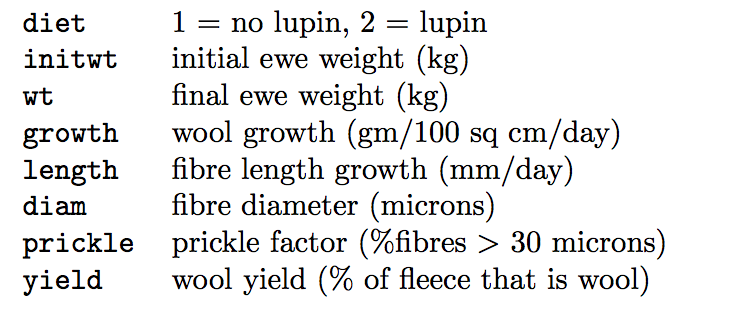 diet 1 = no lupin, 2 = lupin
initwt initial ewe weight (kg)
wt final ewe weight (kg)
growth wool growth (gm/100 sq cm/day)
length fibre length growth (mm/day)
diam fibre diameter (microns)
prickle prickle factor (%fibres > 30 microns)
yield wool yield (% of fleece that is wool)